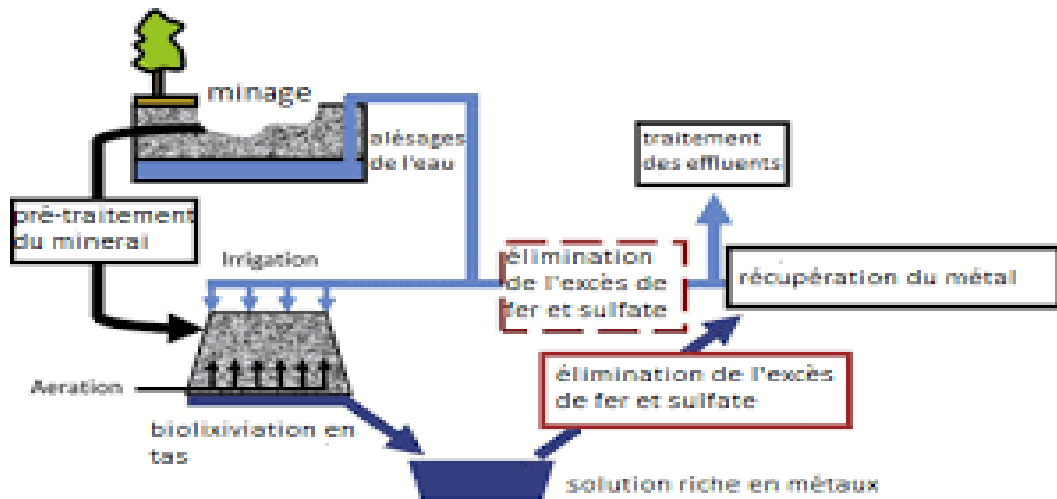 minage
alésages
de l'eau
traitement
des effluents
pré-traitement
du minerai
Irrigation
élimination
de l'excès de
fer et sulfate
récupération du métal
Aeration
élimination de l'excès
de fer et sulfate
biolixiviation en
tas
solution riche en métaux